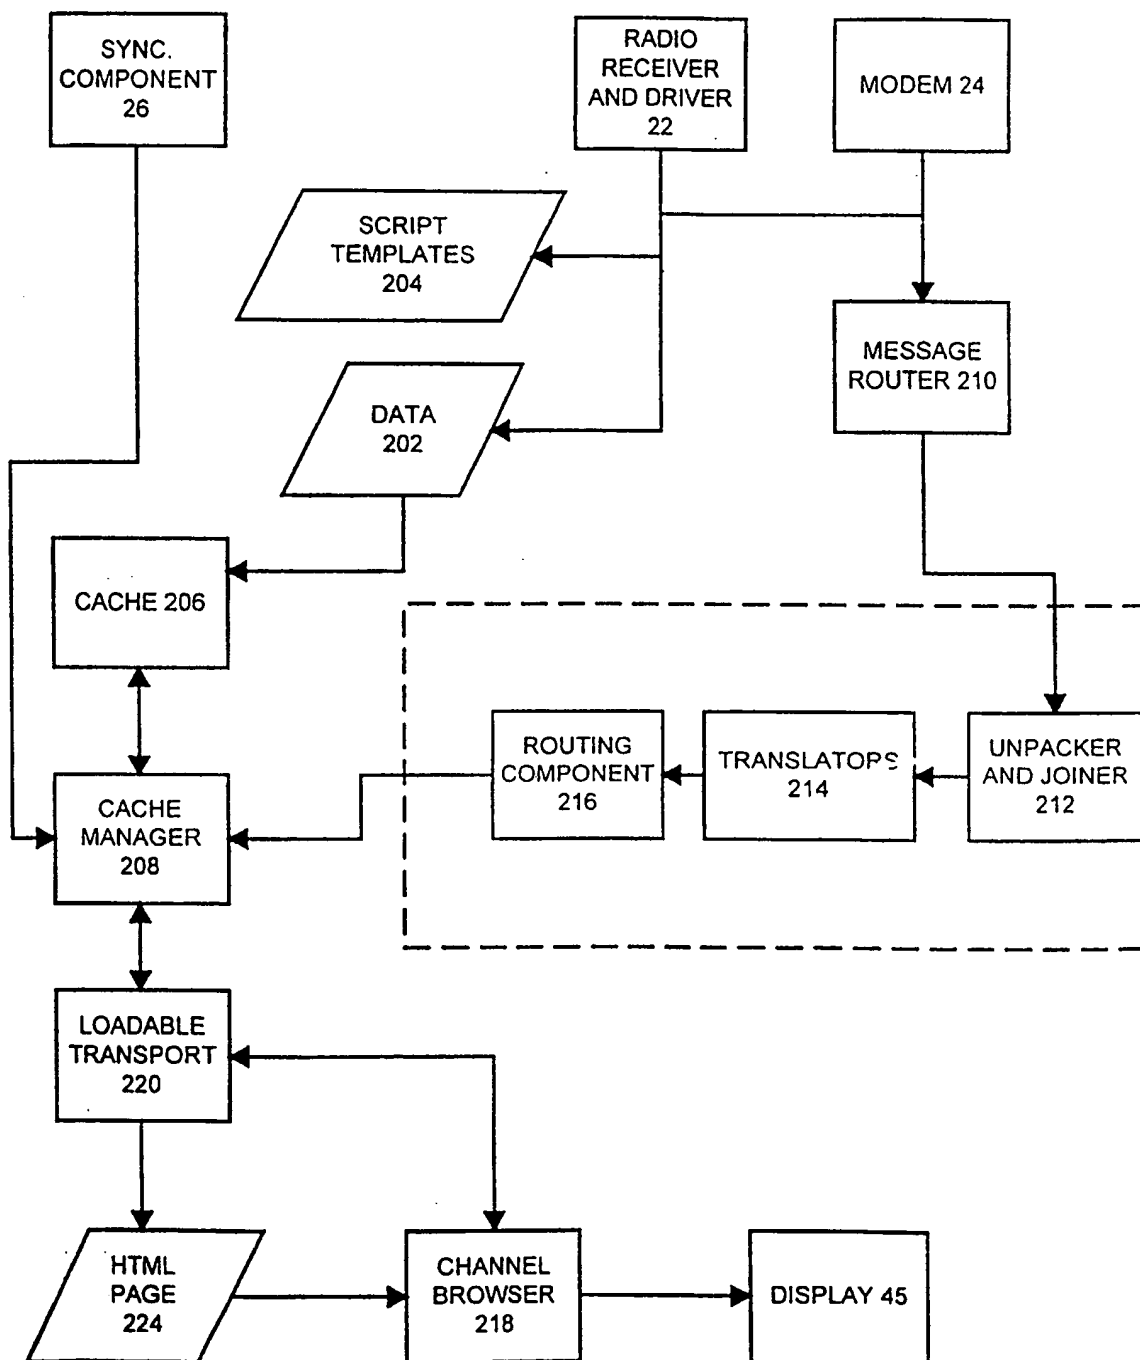 SYNC.
COMPONENT
26
RADIO
RECEIVER
AND DRIVER
22
MODEM 24
SCRIPT
TEMPLATES
204
MESSAGE
ROUTER 210
DATA
202
CACHE 206
ROUTING
COMPONENT
216
TRANSLATOPS
214
UNPACKER
AND JOINER
212
CACHE
MANAGER
208
LOADABLE
TRANSPORT
220
HTML
PAGE
224
CHANNEL
BROWSER
218
DISPLAY 45